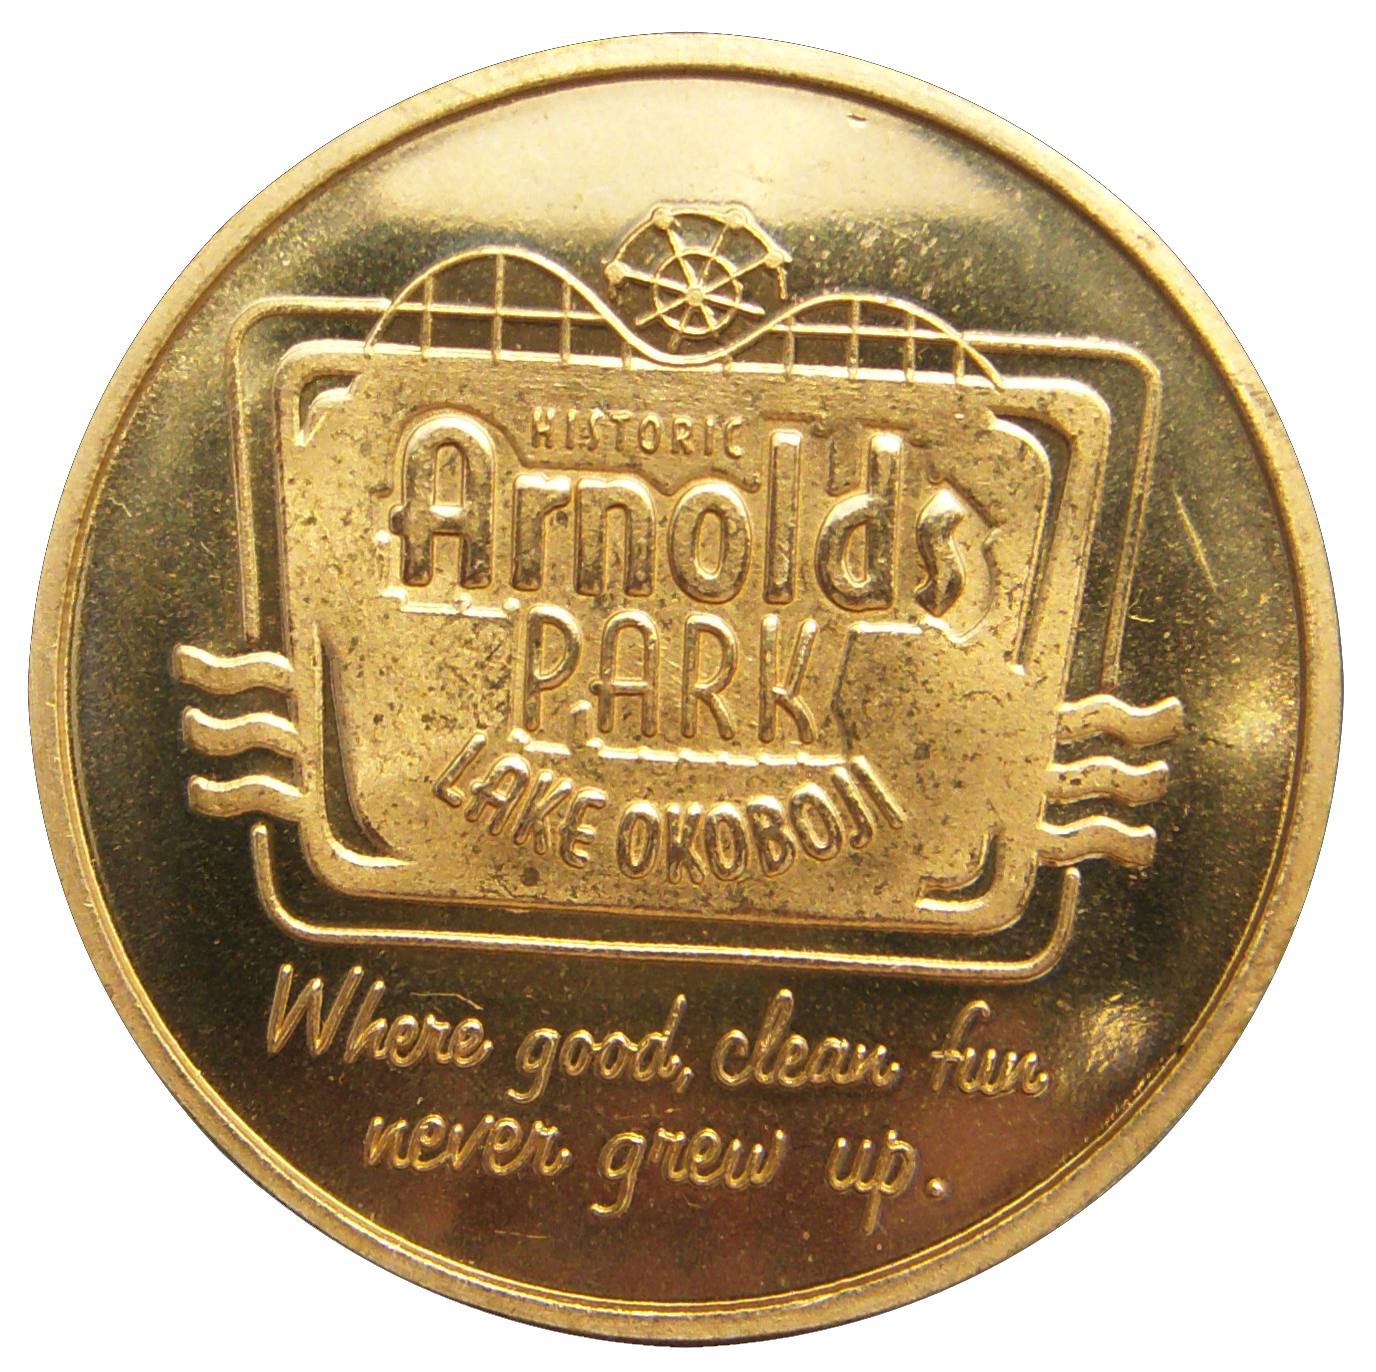 HISTORIC
Arnolds
PARK
LAKE OKOBOJI
Where good, clean fun
never grew up.